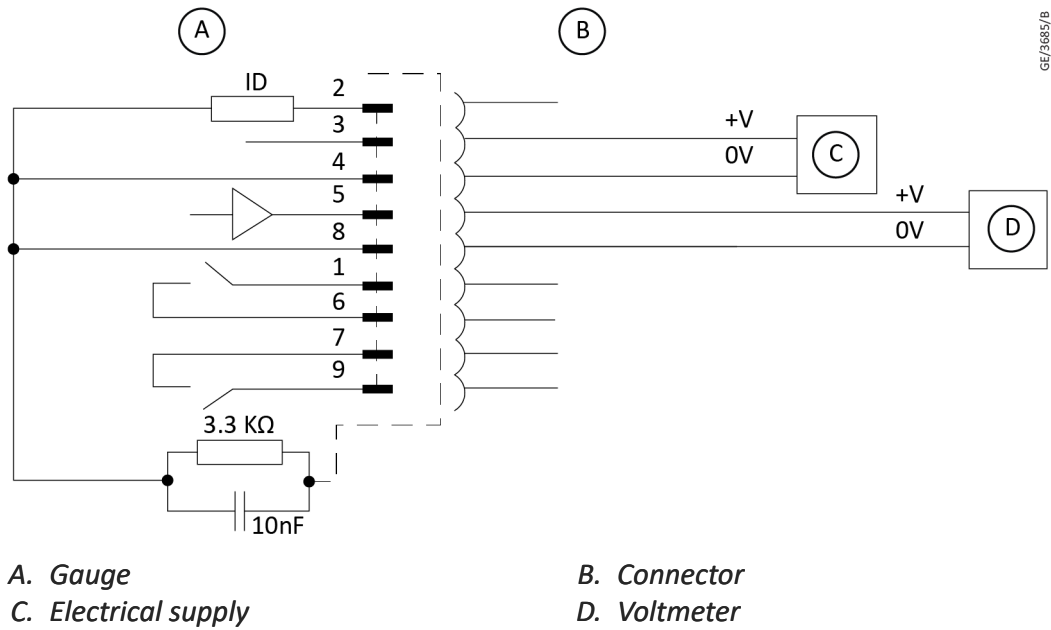 A
B
GE/3685/B
ID
2
3
4
5
8
1
6
7
9
+V
0V
C
+V
0V
D
3.3 KΩ
10nF
A. Gauge
B. Connector
C. Electrical supply
D. Voltmeter